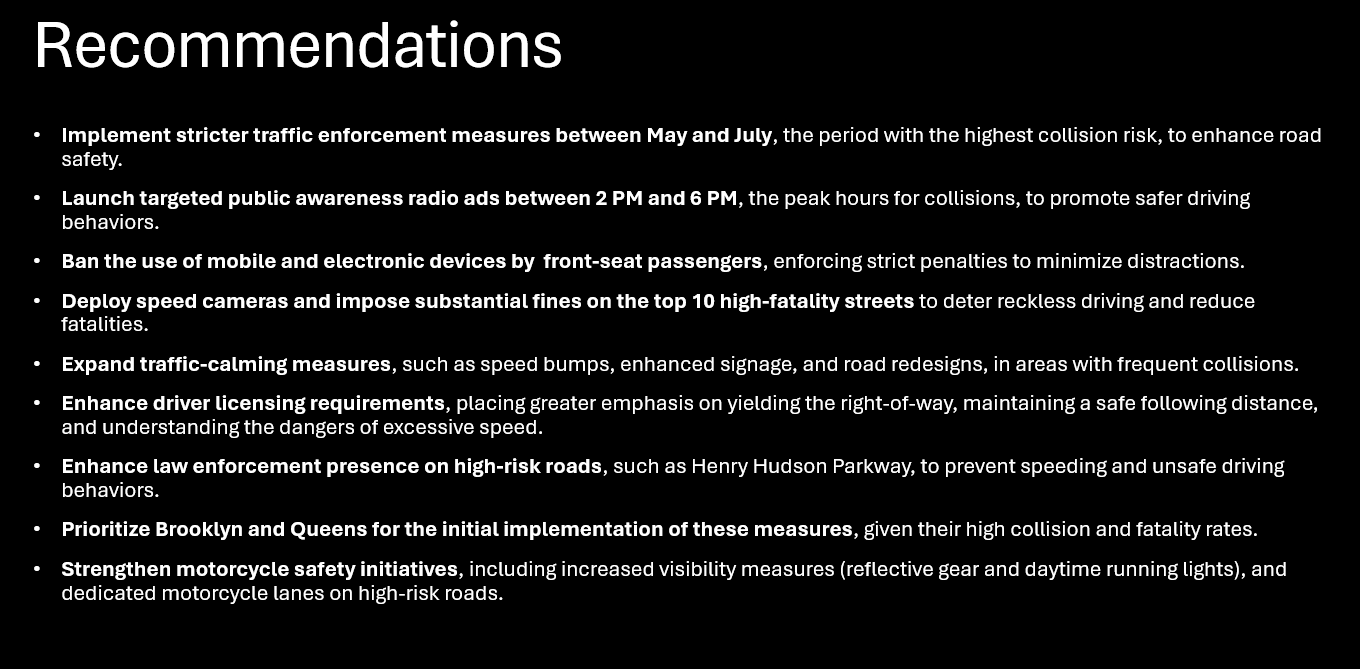 Recommendations
• Implement stricter traffic enforcement measures between May and July, the period with the highest collision risk, to enhance road
safety.
• Launch targeted public awareness radio ads between 2 PM and 6 PM, the peak hours for collisions, to promote safer driving
behaviors.
• Ban the use of mobile and electronic devices by  front-seat passengers, enforcing strict penalties to minimize distractions.
• Deploy speed cameras and impose substantial fines on the top 10 high-fatality streets to deter reckless driving and reduce
fatalities.
• Expand traffic-calming measures, such as speed bumps, enhanced signage, and road redesigns, in areas with frequent collisions.
• Enhance driver licensing requirements, placing greater emphasis on yielding the right-of-way, maintaining a safe following distance,
and understanding the dangers of excessive speed.
• Enhance law enforcement presence on high-risk roads, such as Henry Hudson Parkway, to prevent speeding and unsafe driving
behaviors.
• Prioritize Brooklyn and Queens for the initial implementation of these measures, given their high collision and fatality rates.
• Strengthen motorcycle safety initiatives, including increased visibility measures (reflective gear and daytime running lights), and
dedicated motorcycle lanes on high-risk roads.